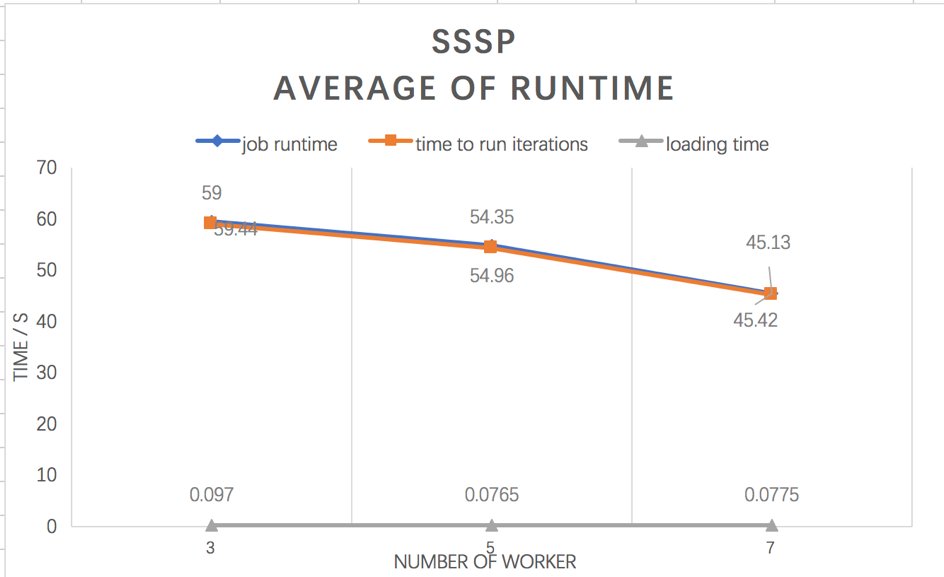 SSSP
AVERAGE OF RUNTIME
job runtime time to run iterations loading time
70
60
50
40
30
20
10
0
TIME / S
59
59.44
54.35
54.96
45.13
45.42
0.097 0.0765 0.0775
3 5 7
NUMBER OF WORKER